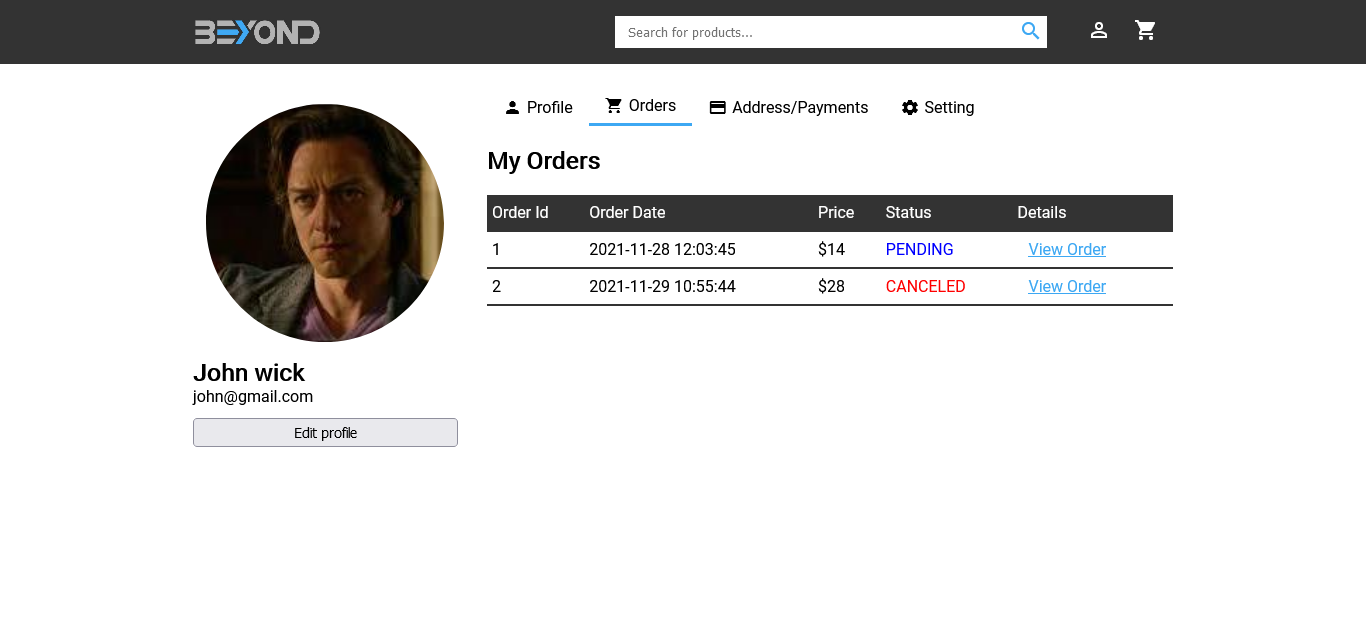 BEYOND
Search for products...
Profile
Orders
Address/Payments
Setting
My Orders
Order Id Order Date Price Status Details
1 2021-11-28 12:03:45 $14 PENDING View Order
2 2021-11-29 10:55:44 $28 CANCELED View Order
John wick
john@gmail.com
Edit profile